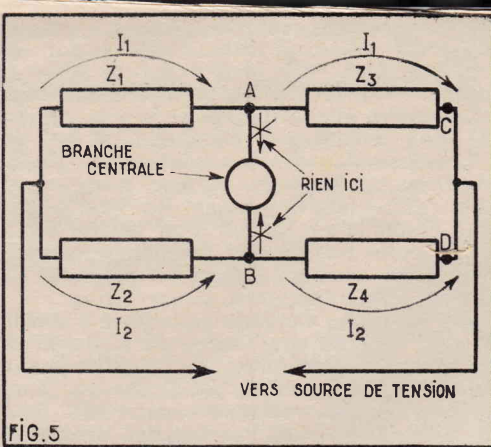 I1 I1
Z1 A Z3
C
BRANCHE
CENTRALE
RIEN ICI
D
Z2 B Z4
I2 I2
VERS SOURCE DE TENSION
FIG.5